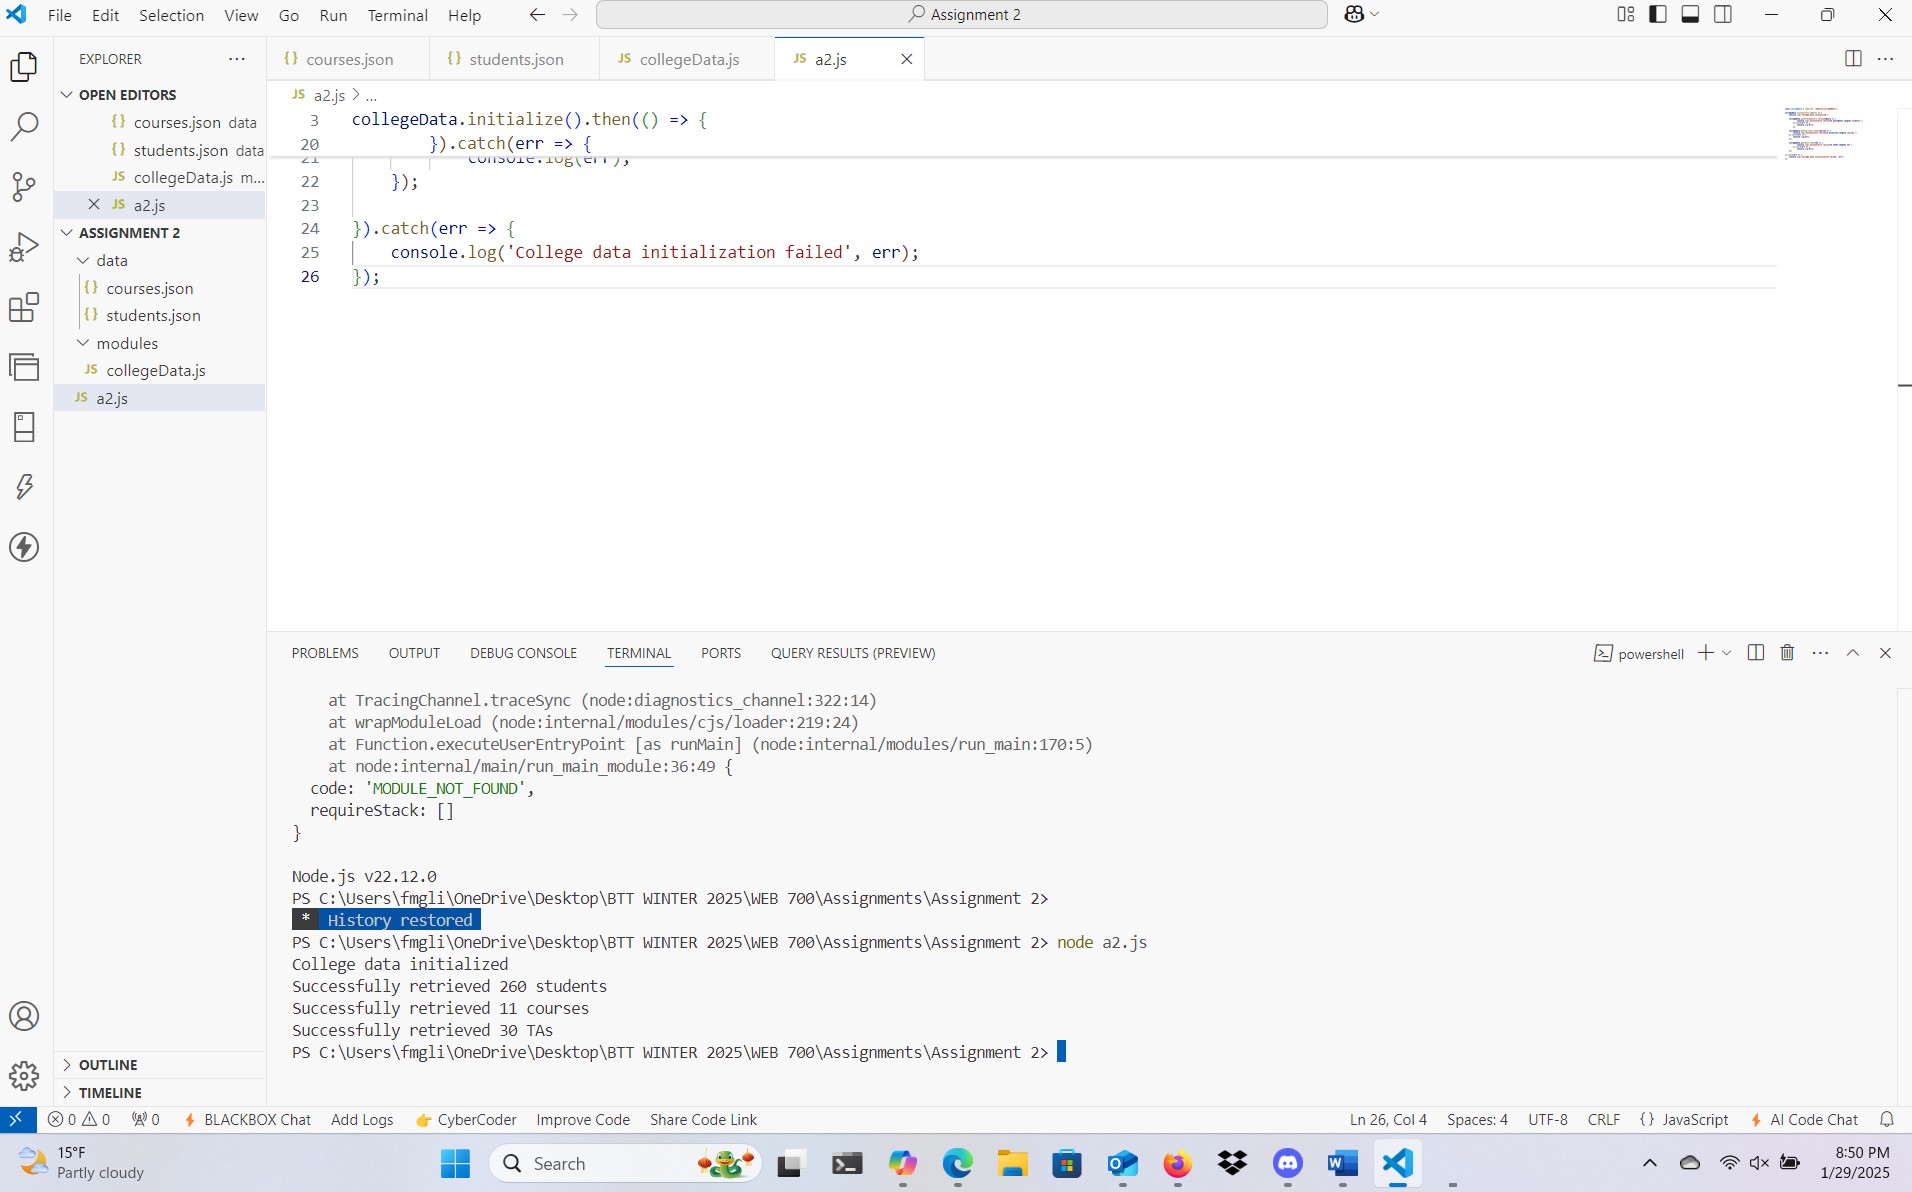 File Edit Selection View Go Run Terminal Help
Assignment 2
EXPLORER
OPEN EDITORS
{} courses.json data
{} students.json data
JS collegeData.js m...
JS a2.js
ASSIGNMENT 2
data
{} courses.json
{} students.json
modules
JS collegeData.js
JS a2.js
OUTLINE
TIMELINE
{} courses.json
{} students.json
JS collegeData.js
JS a2.js
JS a2.js > ...
3 collegeData.initialize().then(() => {
20 }).catch(err => {
21 console.log(err);
22 });
23
24 }).catch(err => {
25 console.log('College data initialization failed', err);
26 });
PROBLEMS OUTPUT DEBUG CONSOLE TERMINAL PORTS QUERY RESULTS (PREVIEW)
powershell
at TracingChannel.traceSync (node:diagnostics_channel:322:14)
at wrapModuleLoad (node:internal/modules/cjs/loader:219:24)
at Function.executeUserEntryPoint [as runMain] (node:internal/modules/run_main:170:5)
at node:internal/main/run_main_module:36:49 {
code: 'MODULE_NOT_FOUND',
requireStack: []
}
Node.js v22.12.0
PS C:\Users\fmgli\OneDrive\Desktop\BTT WINTER 2025\WEB 700\Assignments\Assignment 2>
* History restored
PS C:\Users\fmgli\OneDrive\Desktop\BTT WINTER 2025\WEB 700\Assignments\Assignment 2> node a2.js
College data initialized
Successfully retrieved 260 students
Successfully retrieved 11 courses
Successfully retrieved 30 TAs
PS C:\Users\fmgli\OneDrive\Desktop\BTT WINTER 2025\WEB 700\Assignments\Assignment 2>
0 0 0 BLACKBOX Chat Add Logs CyberCoder Improve Code Share Code Link
Ln 26, Col 4 Spaces: 4 UTF-8 CRLF {} JavaScript AI Code Chat
15°F
Partly cloudy
Search
8:50 PM
1/29/2025